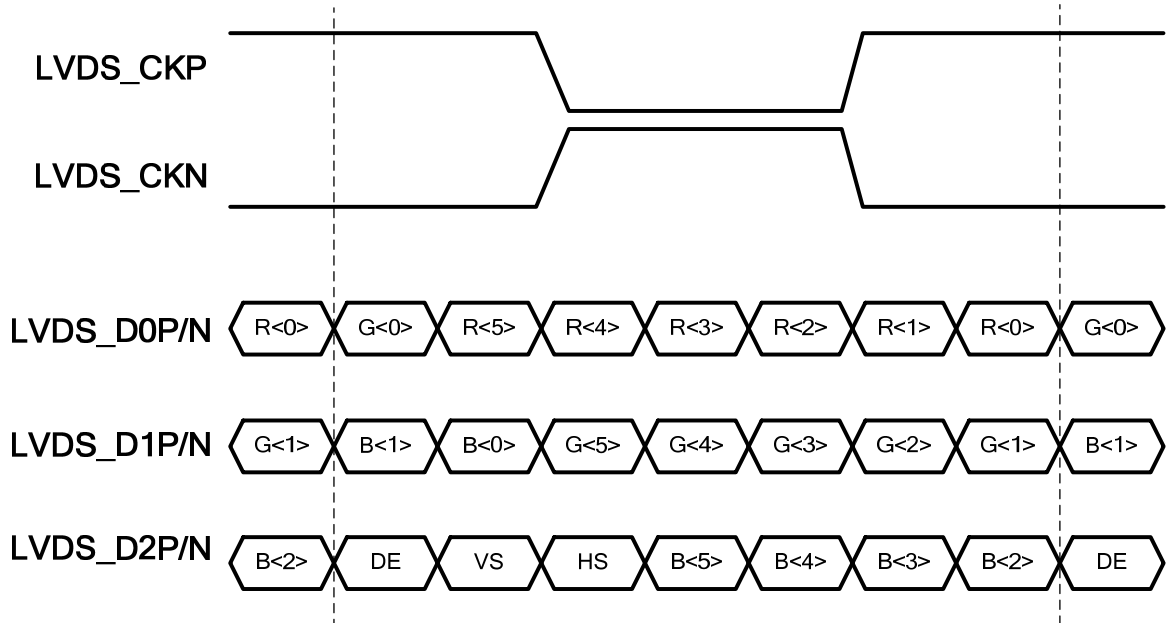 LVDS_CKP
LVDS_CKN
LVDS_D0P/N R<0> G<0> R<5> R<4> R<3> R<2> R<1> R<0> G<0>
LVDS_D1P/N G<1> B<1> B<0> G<5> G<4> G<3> G<2> G<1> B<1>
LVDS_D2P/N B<2> DE VS HS B<5> B<4> B<3> B<2> DE